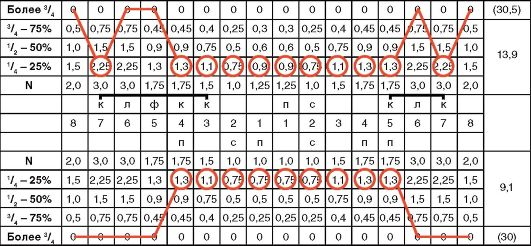 Более 3/4 0 0 0 0 0 0 0 0 0 0 0 0 0 0 0 0 (30,5)
3/4 – 75% 0,5 0,75 0,75 0,45 0,45 0,4 0,25 0,3 0,3 0,25 0,4 0,45 0,45 0,75 0,75 0,5
1/2 – 50% 1,0 1,5 1,5 0,9 0,9 0,75 0,5 0,6 0,6 0,5 0,75 0,9 0,9 1,5 1,5 1,0 13,9
1/4 – 25% 1,5 2,25 2,25 1,3 1,3 1,1 0,75 0,9 0,9 0,75 1,1 1,3 1,3 2,25 2,25 1,5
N 2,0 3,0 3,0 1,75 1,75 1,5 1,0 1,25 1,25 1,0 1,5 1,75 1,75 3,0 3,0 2,0
к л ф к к п с к л к
8 7 6 5 4 3 2 1 1 2 3 4 5 6 7 8
п с п п с п п
N 2,0 3,0 3,0 1,75 1,75 1,5 1,0 1,0 1,0 1,0 1,5 1,75 1,75 3,0 3,0 2,0
1/4 – 25% 1,5 2,25 2,25 1,3 1,3 1,1 0,75 0,75 0,75 0,75 1,1 1,3 1,3 2,25 2,25 1,5
1/2 – 50% 1,0 1,5 1,5 0,9 0,9 0,75 0,5 0,5 0,5 0,5 0,75 0,9 0,9 1,5 1,5 1,0 9,1
3/4 – 75% 0,5 0,75 0,75 0,45 0,45 0,4 0,25 0,25 0,25 0,25 0,4 0,45 0,45 0,75 0,75 0,5
Более 3/4 0 0 0 0 0 0 0 0 0 0 0 0 0 0 0 0 (30)